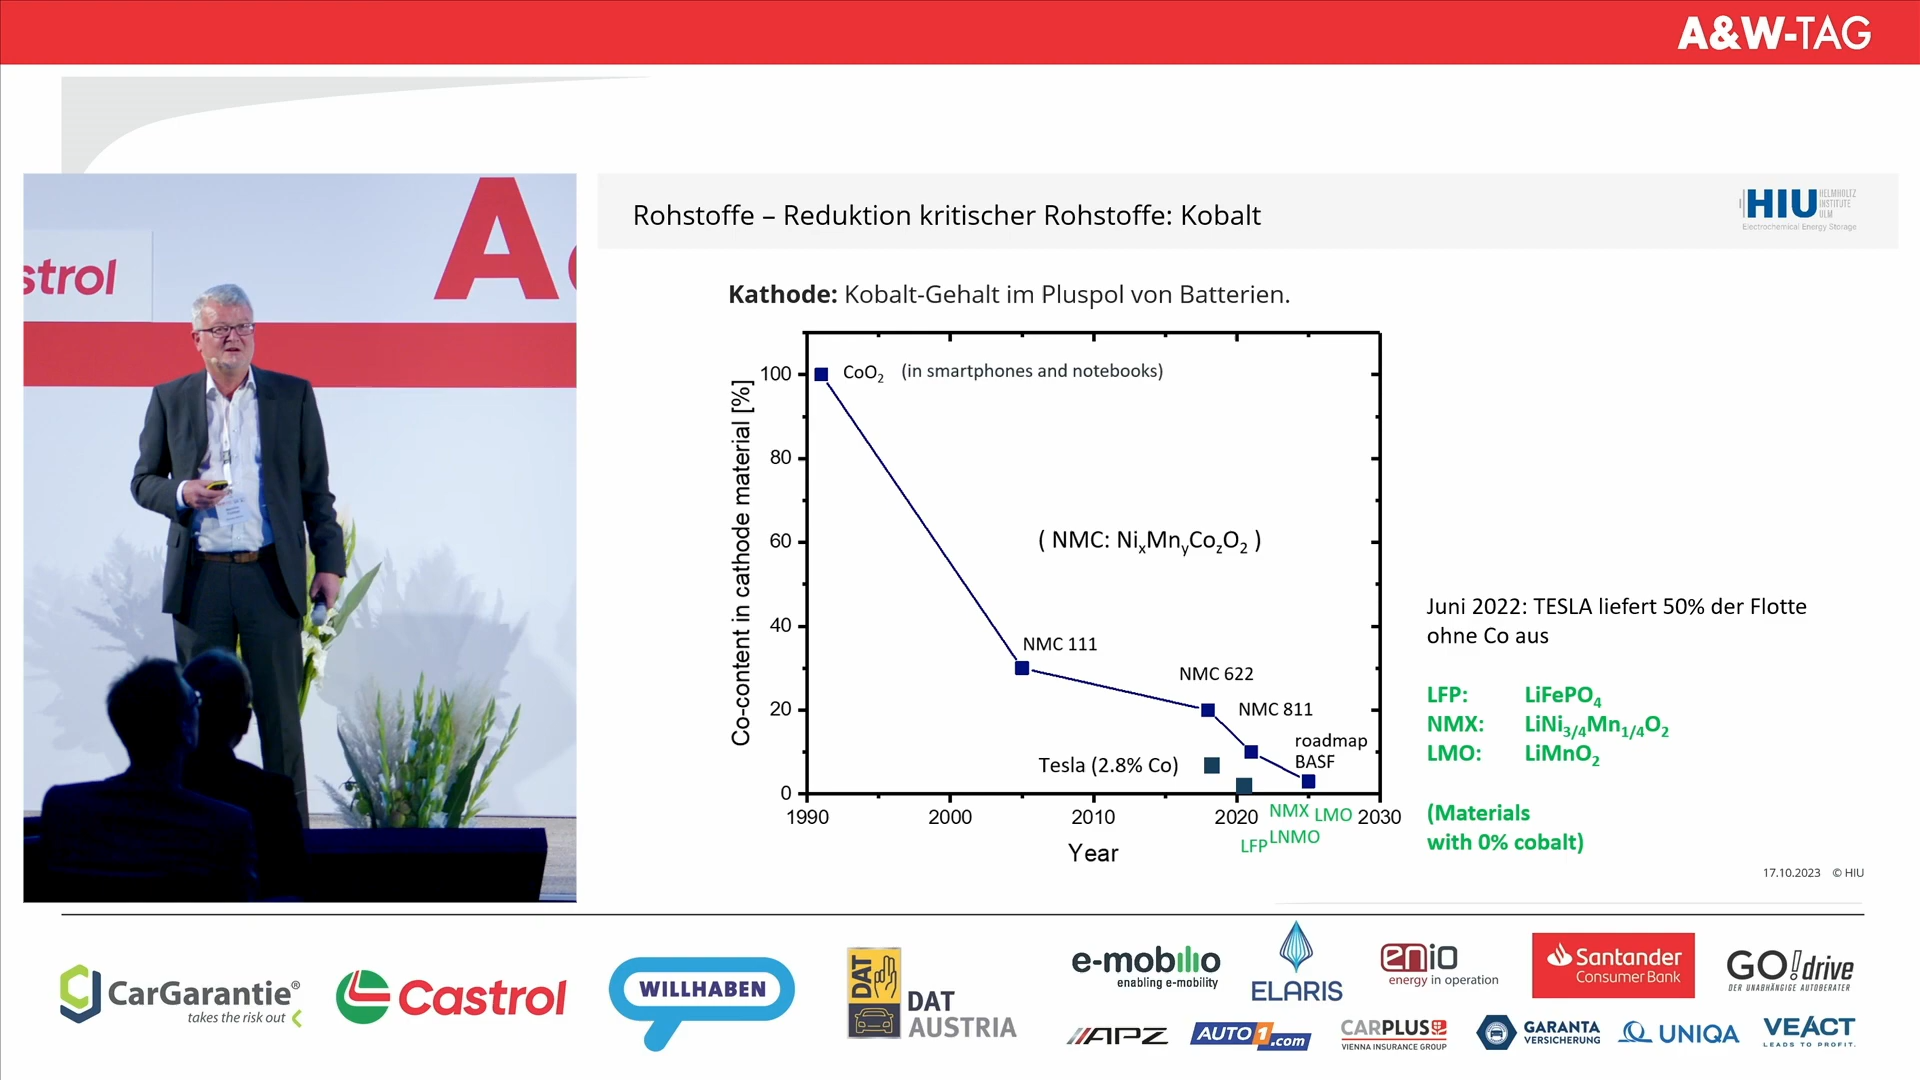 A&W-TAG
strol
A
Rohstoffe – Reduktion kritischer Rohstoffe: Kobalt
HIU
HELMHOLTZ
INSTITUTE
ULM
Electrochemical Energy Storage
Kathode: Kobalt-Gehalt im Pluspol von Batterien.
Co-content in cathode material [%]
100
80
60
40
20
0
CoO₂ (in smartphones and notebooks)
( NMC: NiₓMnᵧCo_zO₂ )
NMC 111
NMC 622
NMC 811
roadmap
BASF
Tesla (2.8% Co)
1990
2000
2010
2020
2030
NMX
LMO
LNMO
LFP
Year
Juni 2022: TESLA liefert 50% der Flotte
ohne Co aus
LFP: LiFePO₄
NMX: LiNi₃/₄Mn₁/₄O₂
LMO: LiMnO₂
(Materials
with 0% cobalt)
17.10.2023 © HIU
CarGarantie®
takes the risk out
Castrol
WILLHABEN
DAT
DAT
AUSTRIA
e-mobilio
enabling e-mobility
ELARIS
enio
energy in operation
Santander
Consumer Bank
GO!drive
DER UNABHÄNGIGE AUTOBERATER
APZ
AUTO1.com
CARPLUS
VIENNA INSURANCE GROUP
GARANTA
VERSICHERUNG
UNIQA
VEACT
LEADS TO PROFIT.